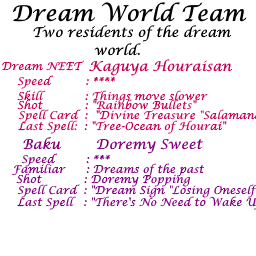 Dream World Team
Two residents of the dream
world.
Dream NEET Kaguya Houraisan
Speed : ****
Skill : Things move slower
Shot : "Rainbow Bullets"
Spell Card : "Divine Treasure "Salamand
Last Spell: : "Tree-Ocean of Hourai"
Baku Doremy Sweet
Speed : ***
Familiar : Dreams of the past
Shot : Doremy Popping
Spell Card : "Dream Sign "Losing Oneself
Last Spell : "There's No Need to Wake U